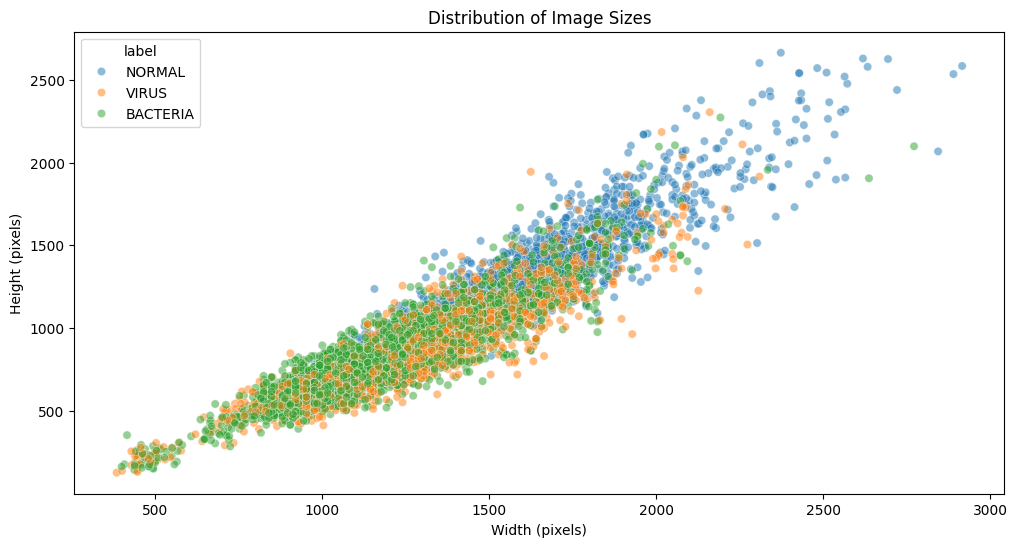 Distribution of Image Sizes
label
NORMAL
VIRUS
BACTERIA
2500
2000
1500
1000
500
Height (pixels)
500 1000 1500 2000 2500 3000
Width (pixels)